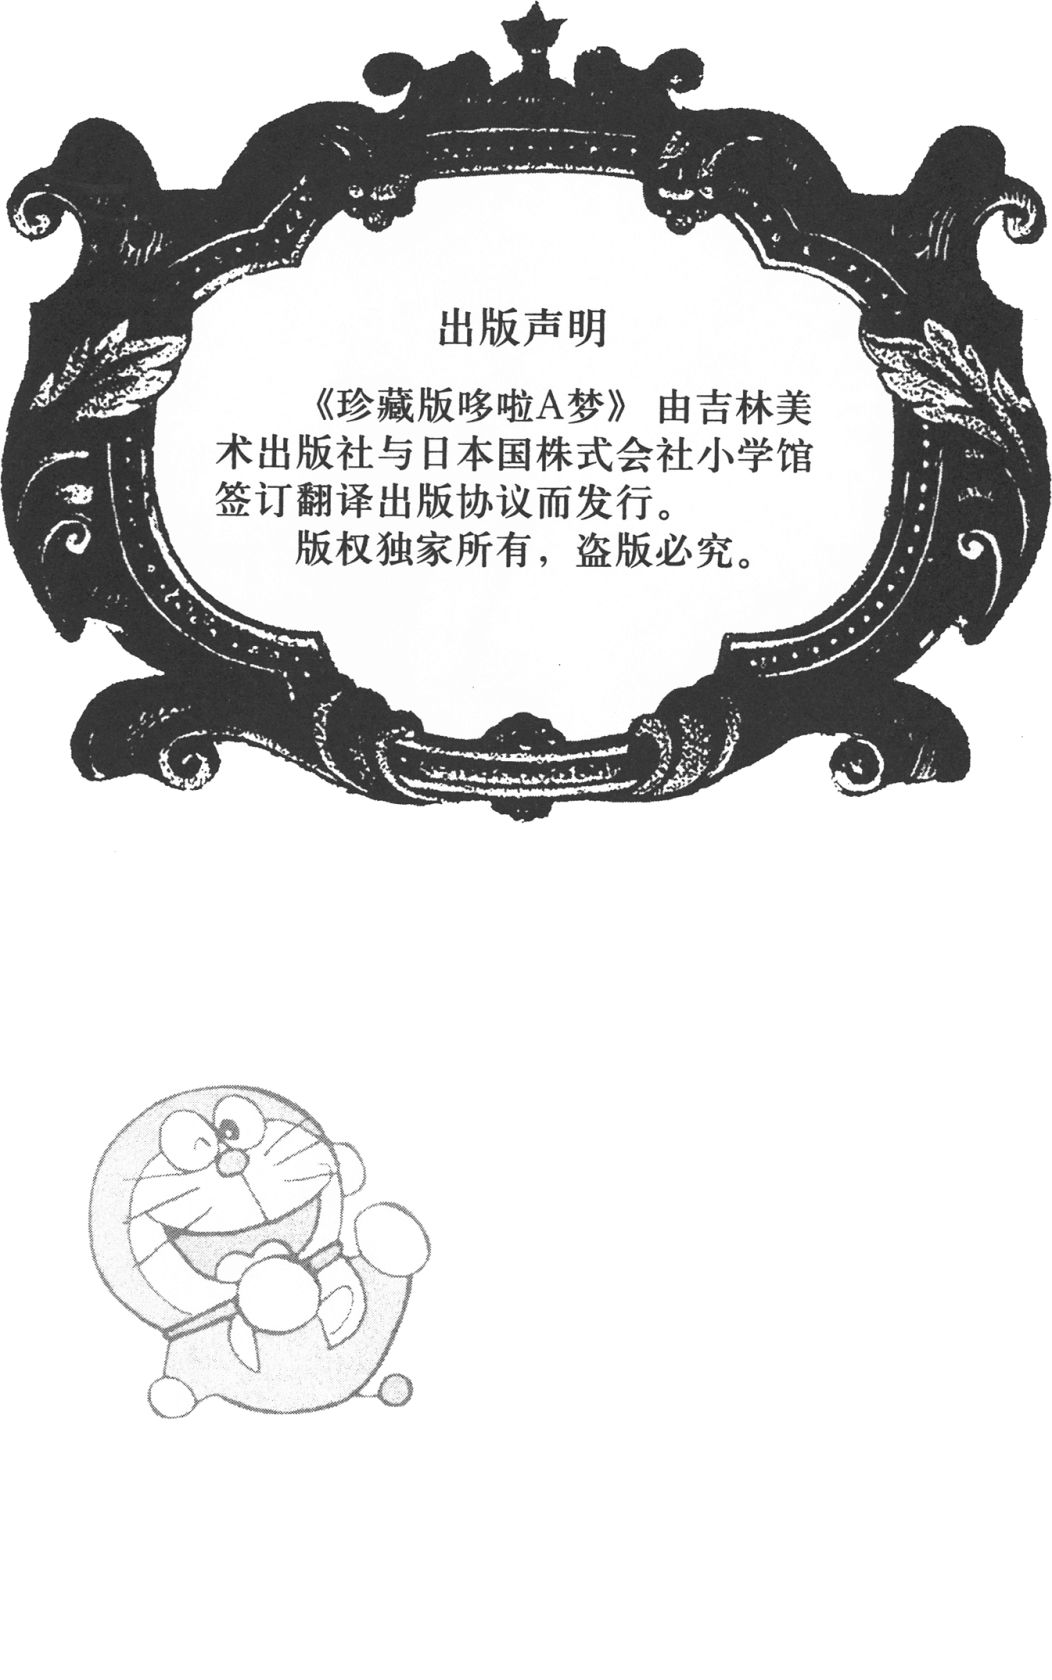 出版声明
《珍藏版哆啦A梦》 由吉林美
术出版社与日本国株式会社小学馆
签订翻译出版协议而发行。
版权独家所有，盗版必究。